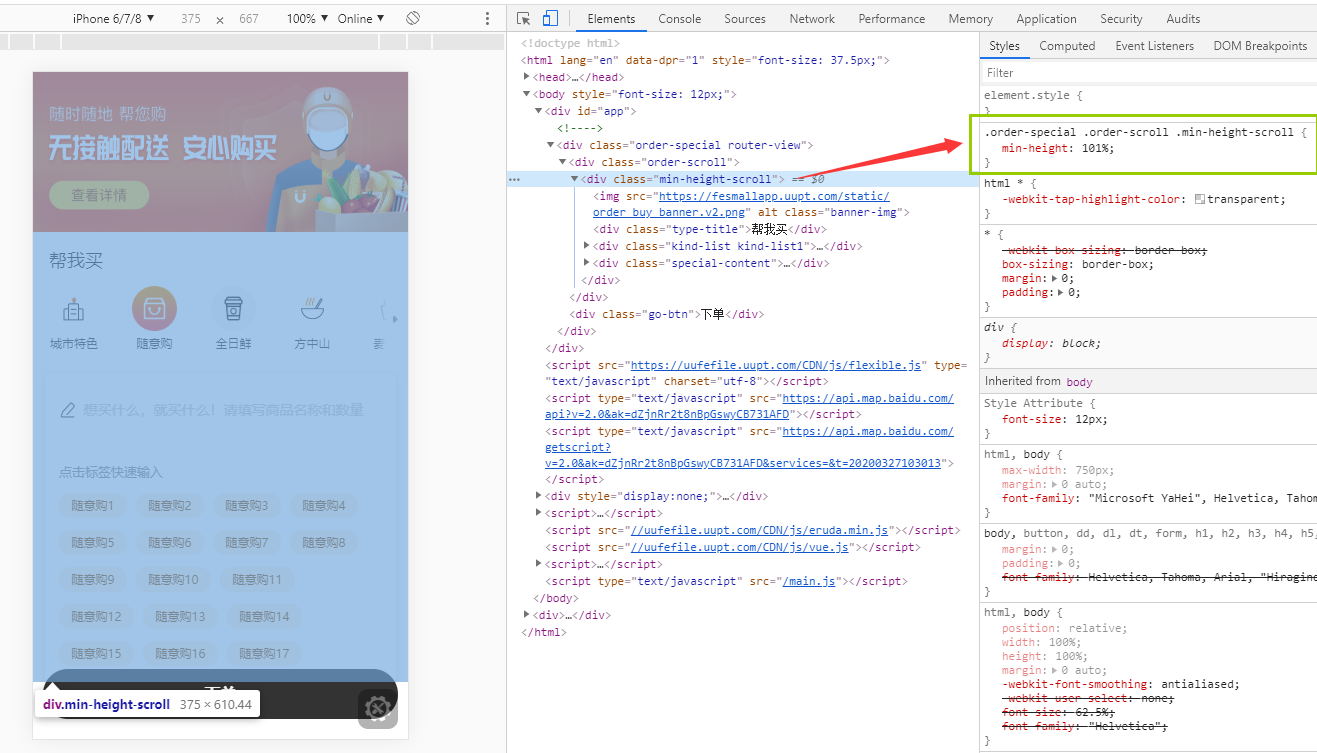 iPhone 6/7/8 ▼ 375 × 667 100% ▼ Online ▼
Elements Console Sources Network Performance Memory Application Security Audits
随时随地 帮您购
无接触配送 安心购买
查看详情
帮我买
城市特色 随意购 全日鲜 方中山
想买什么，就买什么！请填写商品名称和数量
点击标签快速输入
随意购1 随意购2 随意购3 随意购4
随意购5 随意购6 随意购7 随意购8
随意购9 随意购10 随意购11
随意购12 随意购13 随意购14
随意购15 随意购16 随意购17
div.min-height-scroll 375 × 610.44
<!doctype html>
<html lang="en" data-dpr="1" style="font-size: 37.5px;">
▶<head>…</head>
▼<body style="font-size: 12px;">
▼<div id="app">
<!---->
▼<div class="order-special router-view">
▼<div class="order-scroll">
… ▼<div class="min-height-scroll"> == $0
<img src="https://fesmallapp.uupt.com/static/
order_buy_banner.v2.png" alt class="banner-img">
<div class="type-title">帮我买</div>
▶<div class="kind-list kind-list1">…</div>
▶<div class="special-content">…</div>
</div>
</div>
<div class="go-btn">下单</div>
</div>
</div>
<script src="https://uufefile.uupt.com/CDN/js/flexible.js" type=
"text/javascript" charset="utf-8"></script>
<script type="text/javascript" src="https://api.map.baidu.com/
api?v=2.0&ak=dZjnRr2t8nBpGswyCB731AFD"></script>
<script type="text/javascript" src="https://api.map.baidu.com/
getscript?
v=2.0&ak=dZjnRr2t8nBpGswyCB731AFD&services=&t=20200327103013">
</script>
▶<div style="display:none;">…</div>
▶<script>…</script>
<script src="//uufefile.uupt.com/CDN/js/eruda.min.js"></script>
<script src="//uufefile.uupt.com/CDN/js/vue.js"></script>
▶<script>…</script>
<script type="text/javascript" src="/main.js"></script>
</body>
▶<div>…</div>
</html>
Styles Computed Event Listeners DOM Breakpoints
Filter
element.style {
}
.order-special .order-scroll .min-height-scroll {
min-height: 101%;
}
html * {
-webkit-tap-highlight-color: transparent;
}
* {
-webkit-box-sizing: border-box;
box-sizing: border-box;
margin:▶0;
padding:▶0;
}
div {
display: block;
}
Inherited from body
Style Attribute {
font-size: 12px;
}
html, body {
max-width: 750px;
margin:▶0 auto;
font-family: "Microsoft YaHei", Helvetica, Tahom
}
body, button, dd, dl, dt, form, h1, h2, h3, h4, h5,
margin:▶0;
padding:▶0;
font-family: Helvetica, Tahoma, Arial, "Hiragino
}
html, body {
position: relative;
width: 100%;
height: 100%;
margin:▶0 auto;
-webkit-font-smoothing: antialiased;
-webkit-user-select: none;
font-size: 62.5%;
font-family: "Helvetica";
}